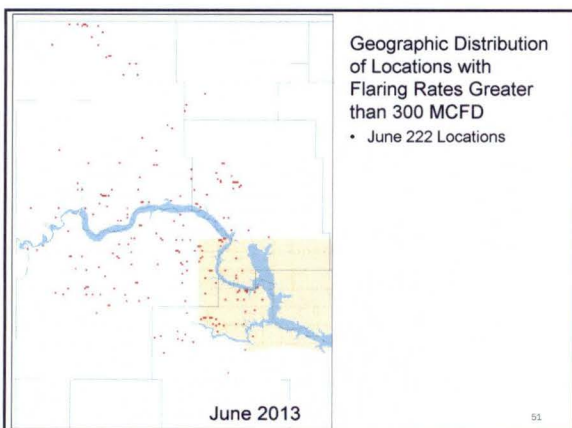 Geographic Distribution
of Locations with
Flaring Rates Greater
than 300 MCFD
• June 222 Locations
June 2013
51